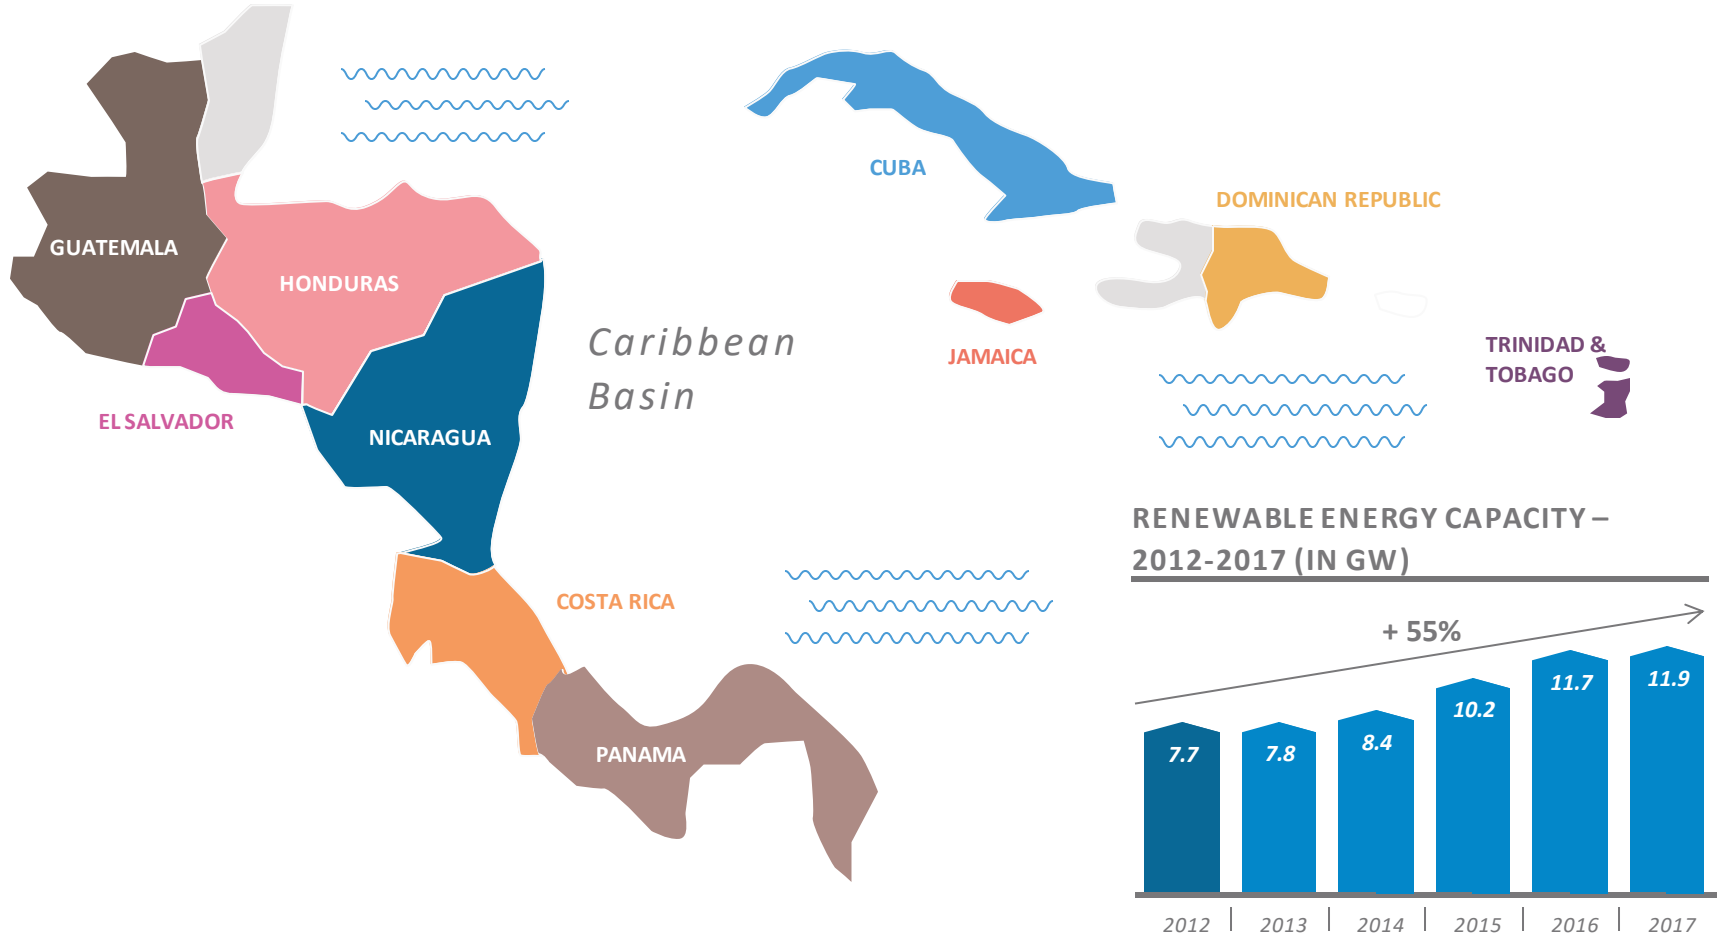 CUBA
DOMINICAN REPUBLIC
GUATEMALA
HONDURAS
Caribbean
Basin
JAMAICA
TRINIDAD &
TOBAGO
EL SALVADOR
NICARAGUA
RENEWABLE ENERGY CAPACITY –
2012-2017 (IN GW)
COSTA RICA
PANAMA
+ 55%
7.7
7.8
8.4
10.2
11.7
11.9
2012
2013
2014
2015
2016
2017